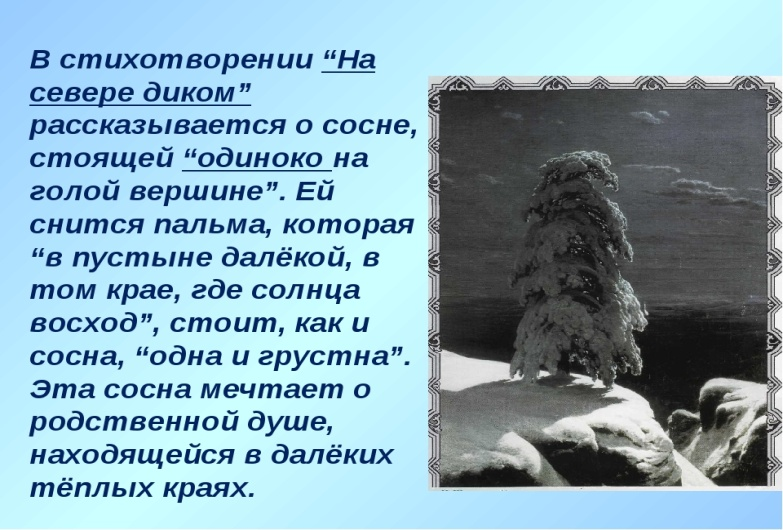 В стихотворении “На
севере диком”
рассказывается о сосне,
стоящей “одиноко на
голой вершине”. Ей
снится пальма, которая
“в пустыне далёкой, в
том крае, где солнца
восход”, стоит, как и
сосна, “одна и грустна”.
Эта сосна мечтает о
родственной душе,
находящейся в далёких
тёплых краях.